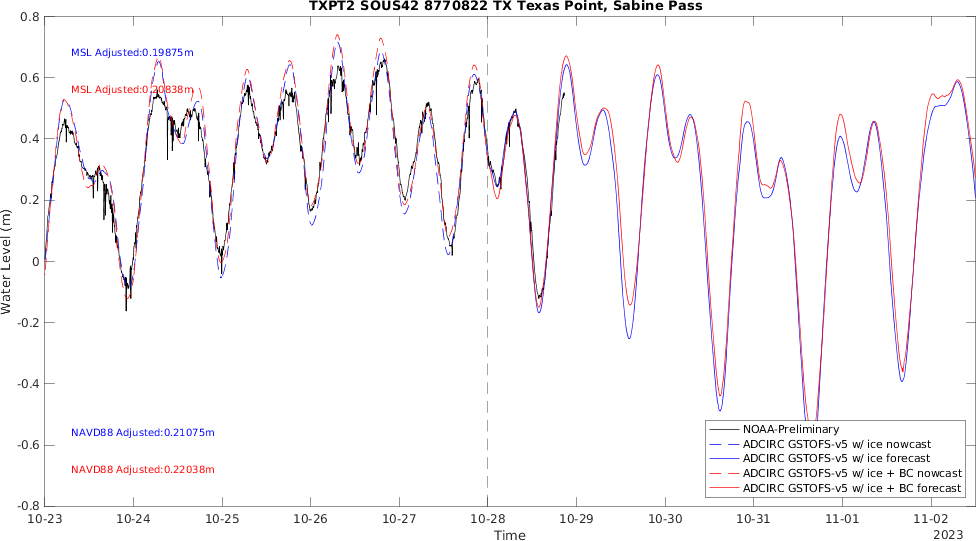 TXPT2 SOUS42 8770822 TX Texas Point, Sabine Pass
0.8
0.6
0.4
0.2
0
-0.2
-0.4
-0.6
-0.8
Water Level (m)
MSL Adjusted:0.19875m
MSL Adjusted:0.20838m
NAVD88 Adjusted:0.21075m
NAVD88 Adjusted:0.22038m
NOAA-Preliminary
ADCIRC GSTOFS-v5 w/ ice nowcast
ADCIRC GSTOFS-v5 w/ ice forecast
ADCIRC GSTOFS-v5 w/ ice + BC nowcast
ADCIRC GSTOFS-v5 w/ ice + BC forecast
10-23 10-24 10-25 10-26 10-27 10-28 10-29 10-30 10-31 11-01 11-02
Time
2023